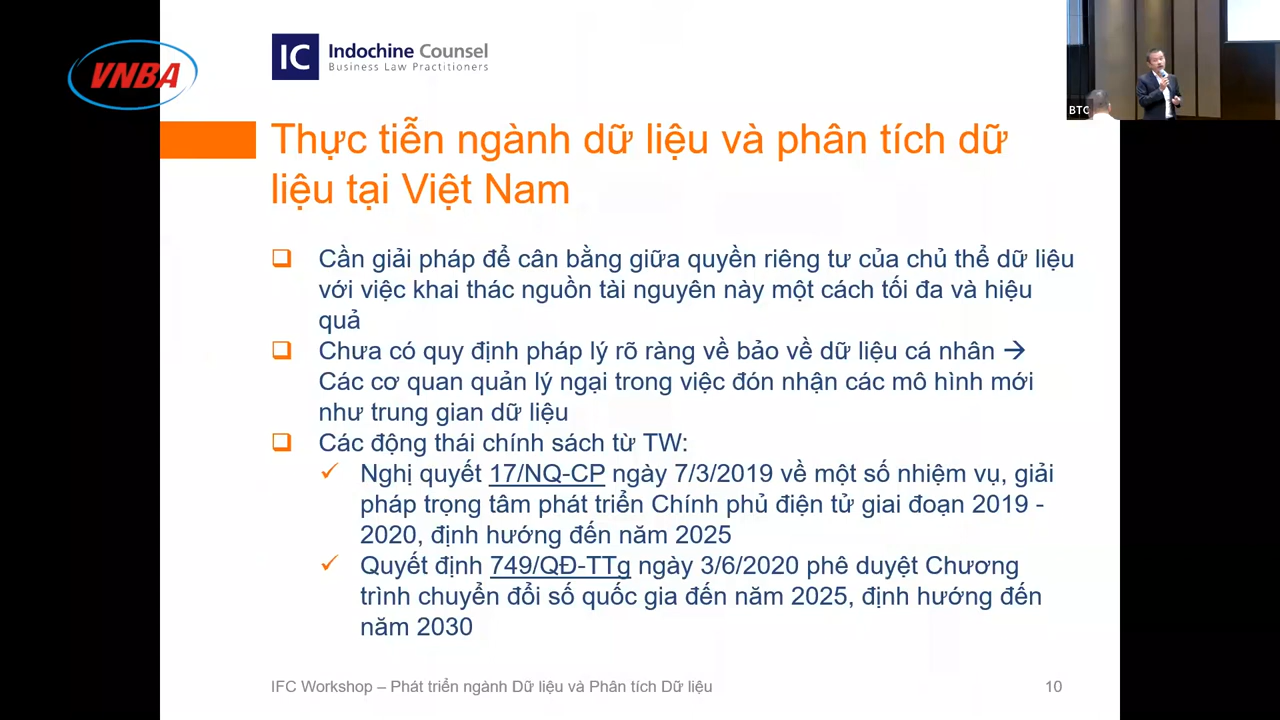 VNBA
IC Indochine Counsel
Business Law Practitioners
BTC
Thực tiễn ngành dữ liệu và phân tích dữ
liệu tại Việt Nam
Cần giải pháp để cân bằng giữa quyền riêng tư của chủ thể dữ liệu
với việc khai thác nguồn tài nguyên này một cách tối đa và hiệu
quả
Chưa có quy định pháp lý rõ ràng về bảo vệ dữ liệu cá nhân →
Các cơ quan quản lý ngại trong việc đón nhận các mô hình mới
như trung gian dữ liệu
Các động thái chính sách từ TW:
Nghị quyết 17/NQ-CP ngày 7/3/2019 về một số nhiệm vụ, giải
pháp trọng tâm phát triển Chính phủ điện tử giai đoạn 2019 -
2020, định hướng đến năm 2025
Quyết định 749/QĐ-TTg ngày 3/6/2020 phê duyệt Chương
trình chuyển đổi số quốc gia đến năm 2025, định hướng đến
năm 2030
IFC Workshop – Phát triển ngành Dữ liệu và Phân tích Dữ liệu
10